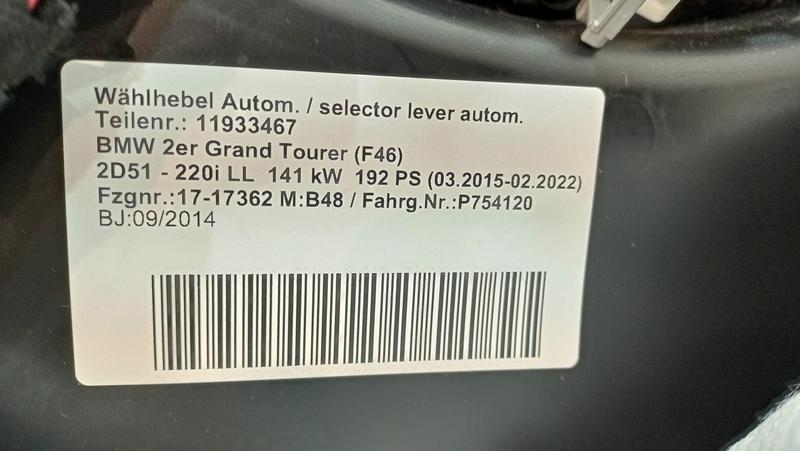 Wählhebel Autom. / selector lever autom.
Teilenr.: 11933467
BMW 2er Grand Tourer (F46)
2D51 - 220i LL 141 kW 192 PS (03.2015-02.2022)
Fzgnr.:17-17362 M:B48 / Fahrg.Nr.:P754120
BJ:09/2014